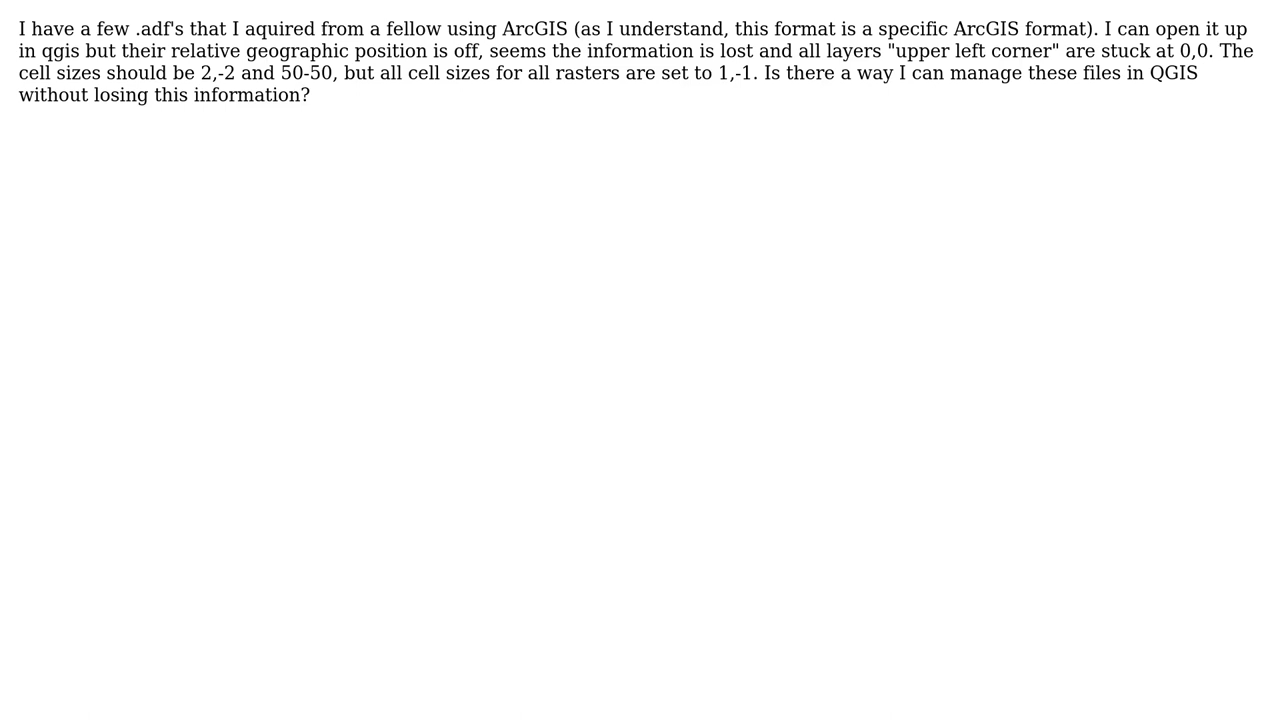 I have a few .adf's that I aquired from a fellow using ArcGIS (as I understand, this format is a specific ArcGIS format). I can open it up
in qgis but their relative geographic position is off, seems the information is lost and all layers "upper left corner" are stuck at 0,0. The
cell sizes should be 2,-2 and 50-50, but all cell sizes for all rasters are set to 1,-1. Is there a way I can manage these files in QGIS
without losing this information?